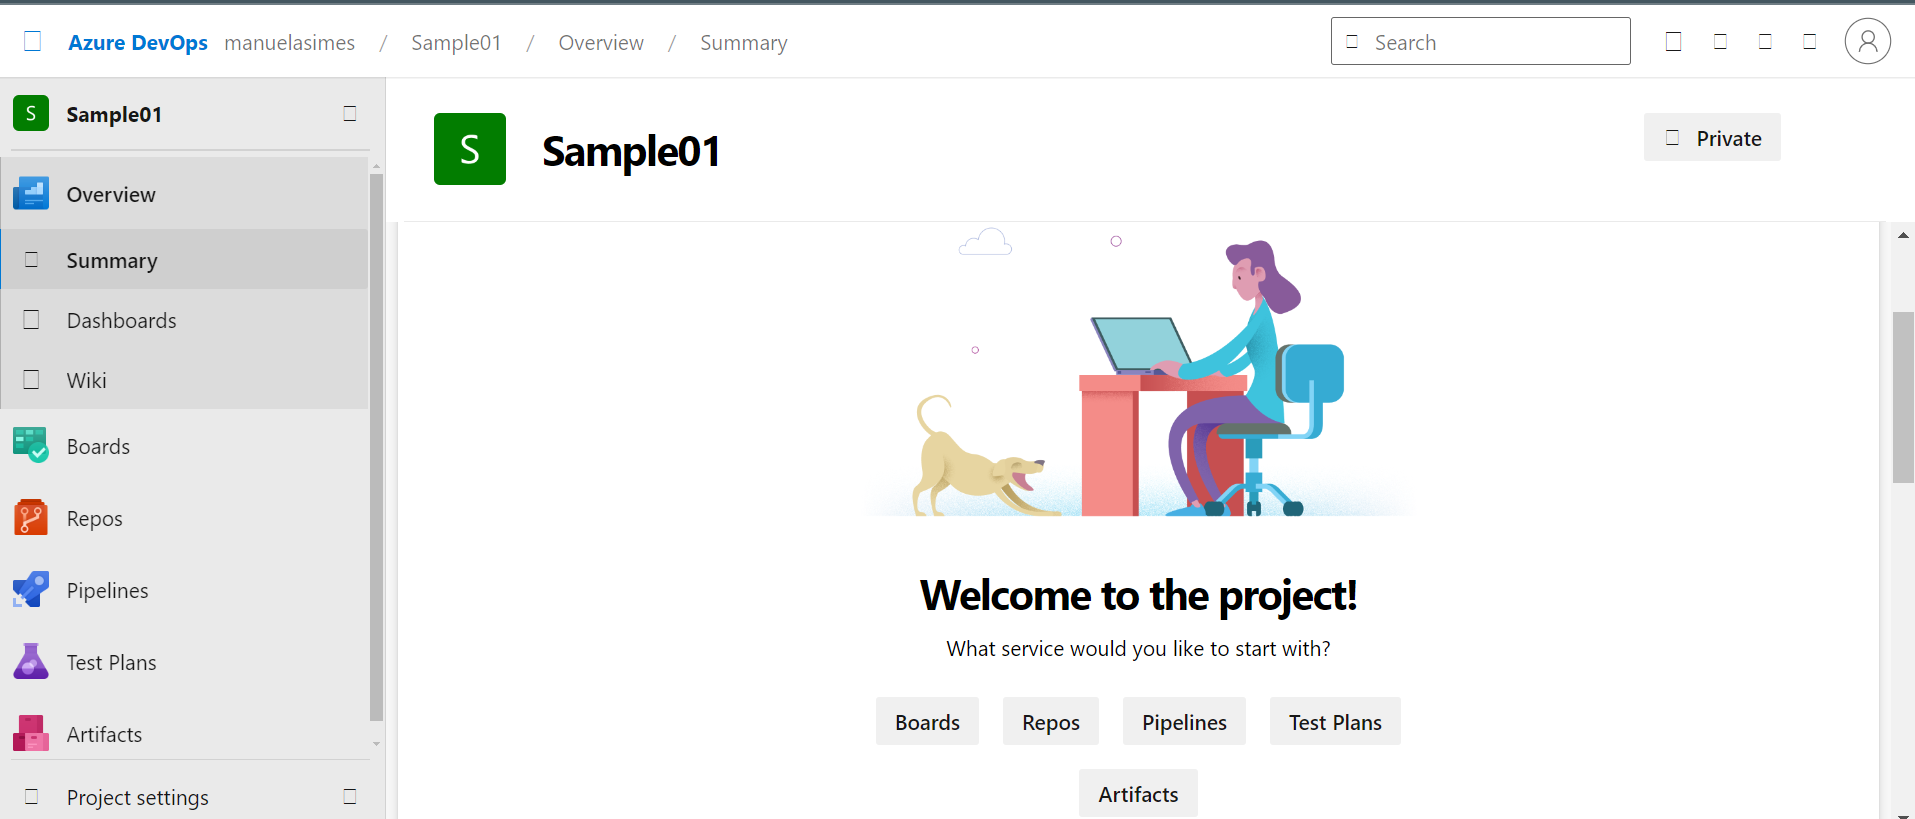 Azure DevOps manuelasimes / Sample01 / Overview / Summary
Search
S Sample01
Overview
Summary
Dashboards
Wiki
Boards
Repos
Pipelines
Test Plans
Artifacts
Project settings
S Sample01
Private
Welcome to the project!
What service would you like to start with?
Boards Repos Pipelines Test Plans
Artifacts